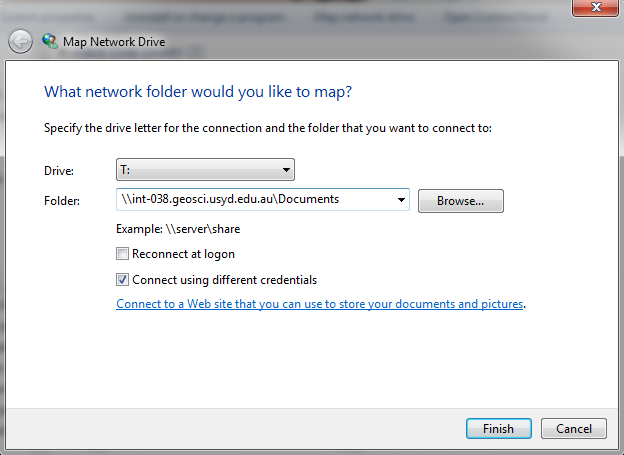 Uninstall or change a program Map network drive Open Control Panel
Map Network Drive
What network folder would you like to map?
Specify the drive letter for the connection and the folder that you want to connect to:
Drive: T:
Folder: \\int-038.geosci.usyd.edu.au\Documents Browse...
Example: \\server\share
Reconnect at logon
Connect using different credentials
Connect to a Web site that you can use to store your documents and pictures.
Finish Cancel